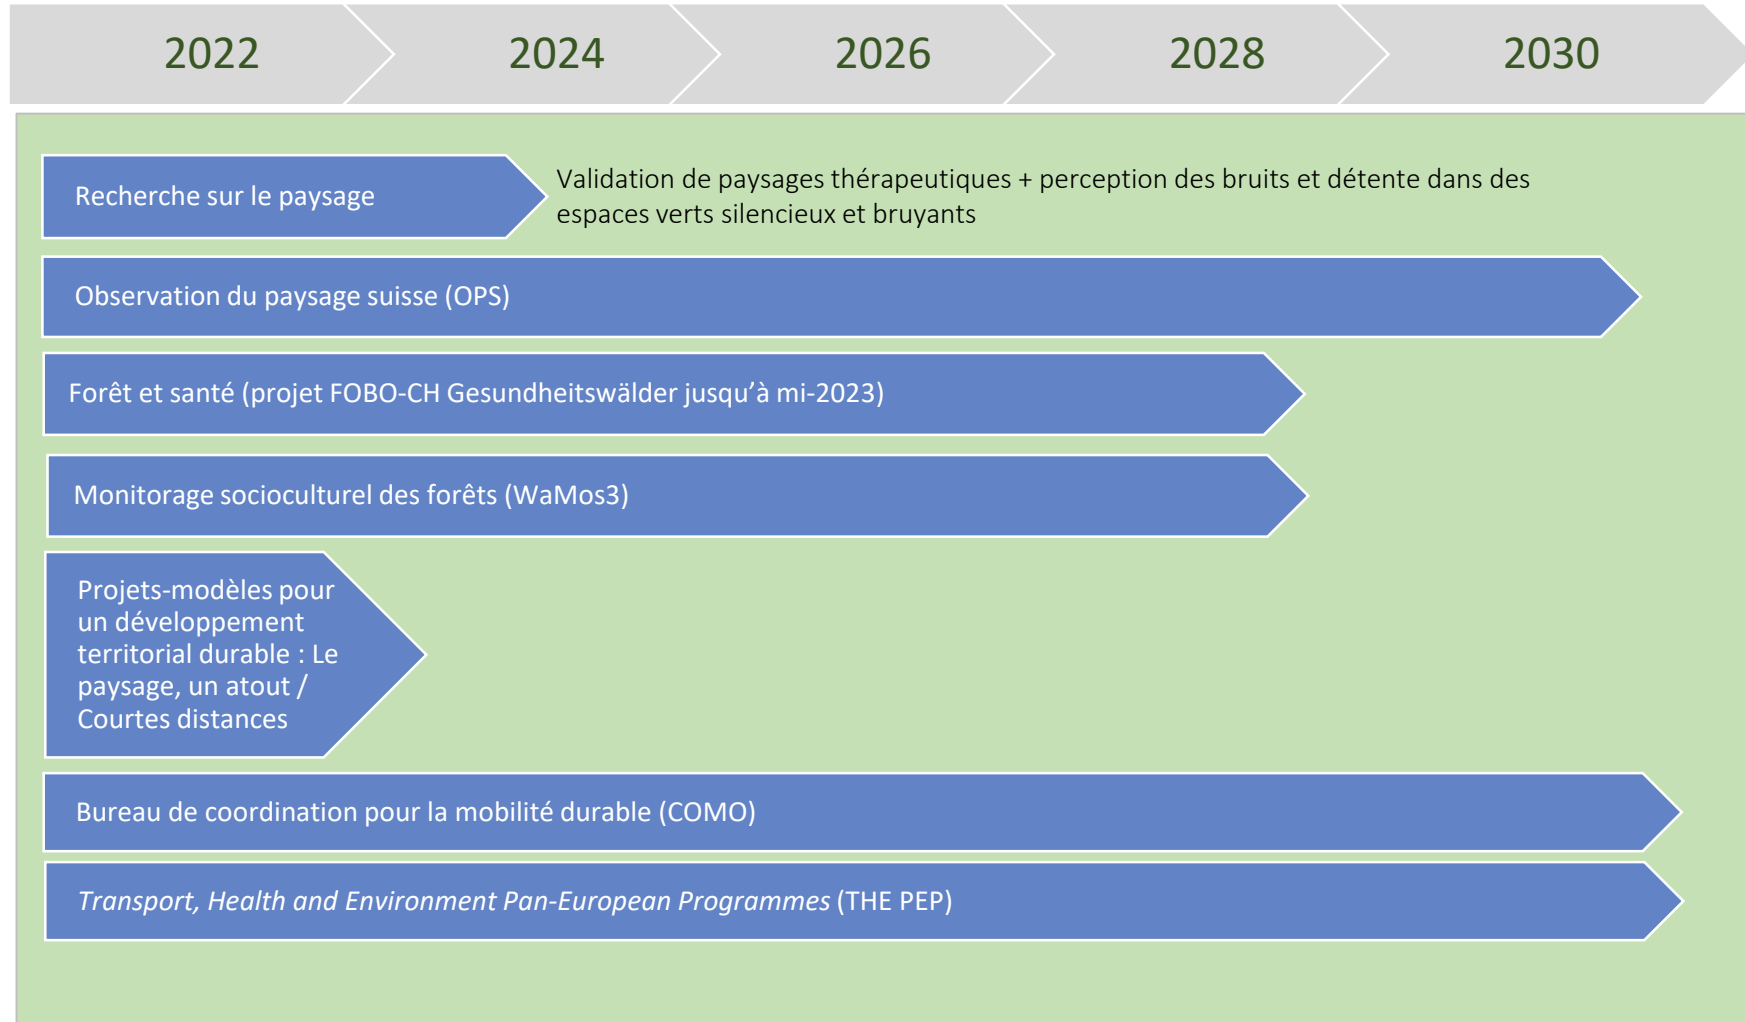 2022 2024 2026 2028 2030
Recherche sur le paysage
Validation de paysages thérapeutiques + perception des bruits et détente dans des
espaces verts silencieux et bruyants
Observation du paysage suisse (OPS)
Forêt et santé (projet FOBO-CH Gesundheitswälder jusqu’à mi-2023)
Monitorage socioculturel des forêts (WaMos3)
Projets-modèles pour
un développement
territorial durable : Le
paysage, un atout /
Courtes distances
Bureau de coordination pour la mobilité durable (COMO)
Transport, Health and Environment Pan-European Programmes (THE PEP)